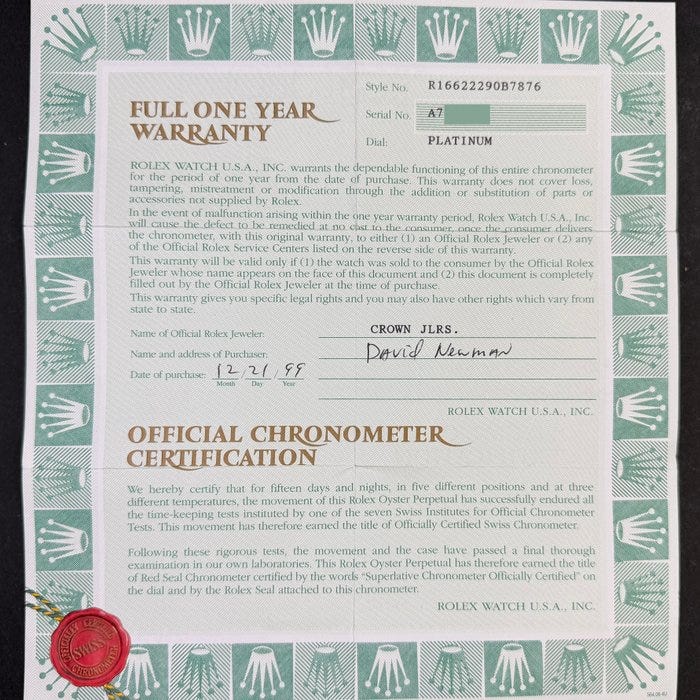 Style No. R16622290B7876
FULL ONE YEAR
WARRANTY
Serial No. A7
Dial: PLATINUM
ROLEX WATCH U.S.A., INC. warrants the dependable functioning of this entire chronometer
for the period of one year from the date of purchase. This warranty does not cover loss,
tampering, mistreatment or modification through the addition or substitution of parts or
accessories not supplied by Rolex.
In the event of malfunction arising within the one year warranty period, Rolex Watch U.S.A., Inc.
will cause the defect to be remedied at no cost to the consumer, once the consumer delivers
the chronometer, with this original warranty, to either (1) an Official Rolex Jeweler or (2) any
of the Official Rolex Service Centers listed on the reverse side of this warranty.
This warranty will be valid only if (1) the watch was sold to the consumer by the Official Rolex
Jeweler whose name appears on the face of this document and (2) this document is completely
filled out by the Official Rolex Jeweler at the time of purchase.
This warranty gives you specific legal rights and you may also have other rights which vary from
state to state.
Name of Official Rolex Jeweler: CROWN JLRS.
Name and address of Purchaser: David Newman
Date of purchase: 12/21/99
Month Day Year
ROLEX WATCH U.S.A., INC.
OFFICIAL CHRONOMETER
CERTIFICATION
We hereby certify that for fifteen days and nights, in five different positions and at three
different temperatures, the movement of this Rolex Oyster Perpetual has successfully endured all
the time-keeping tests instituted by one of the seven Swiss Institutes for Official Chronometer
Tests. This movement has therefore earned the title of Officially Certified Swiss Chronometer.
Following these rigorous tests, the movement and the case have passed a final thorough
examination in our own laboratories. This Rolex Oyster Perpetual has therefore earned the title
of Red Seal Chronometer certified by the words "Superlative Chronometer Officially Certified" on
the dial and by the Rolex Seal attached to this chronometer.
ROLEX WATCH U.S.A., INC.
OFFICIALLY CERTIFIED
SWISS
CHRONOMETER